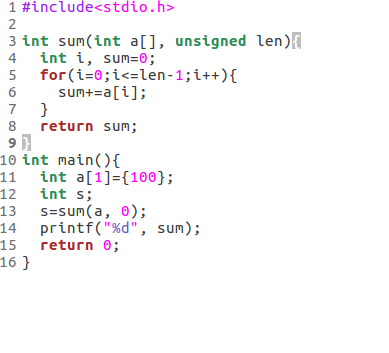 1 #include<stdio.h>
2
3 int sum(int a[], unsigned len){
4   int i, sum=0;
5   for(i=0;i<=len-1;i++){
6     sum+=a[i];
7   }
8   return sum;
9 }
10 int main(){
11   int a[1]={100};
12   int s;
13   s=sum(a, 0);
14   printf("%d", sum);
15   return 0;
16 }